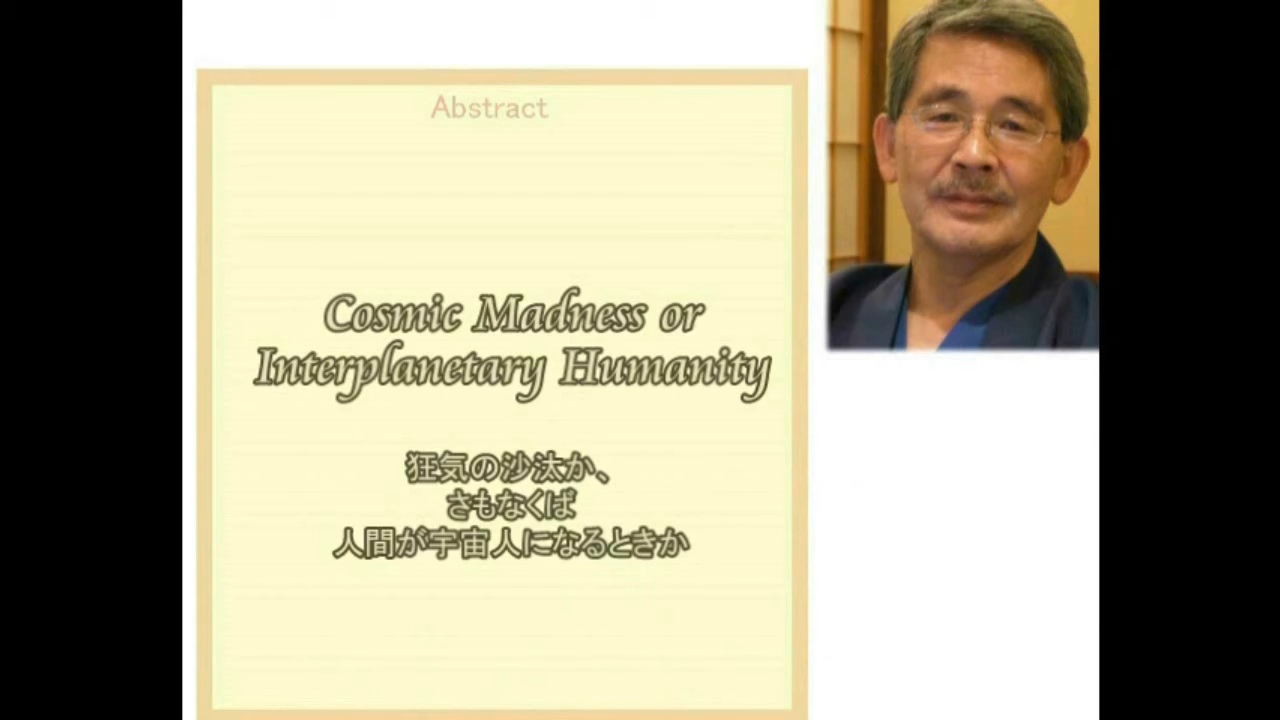 Abstract
Cosmic Madness or
Interplanetary Humanity
狂気の沙汰か、
さもなくば
人間が宇宙人になるときか